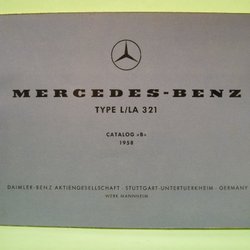 MERCEDES-BENZ
TYPE L/LA 321
CATALOG »B«
1958
DAIMLER-BENZ AKTIENGESELLSCHAFT · STUTTGART-UNTERTUERKHEIM · GERMANY
WERK MANNHEIM